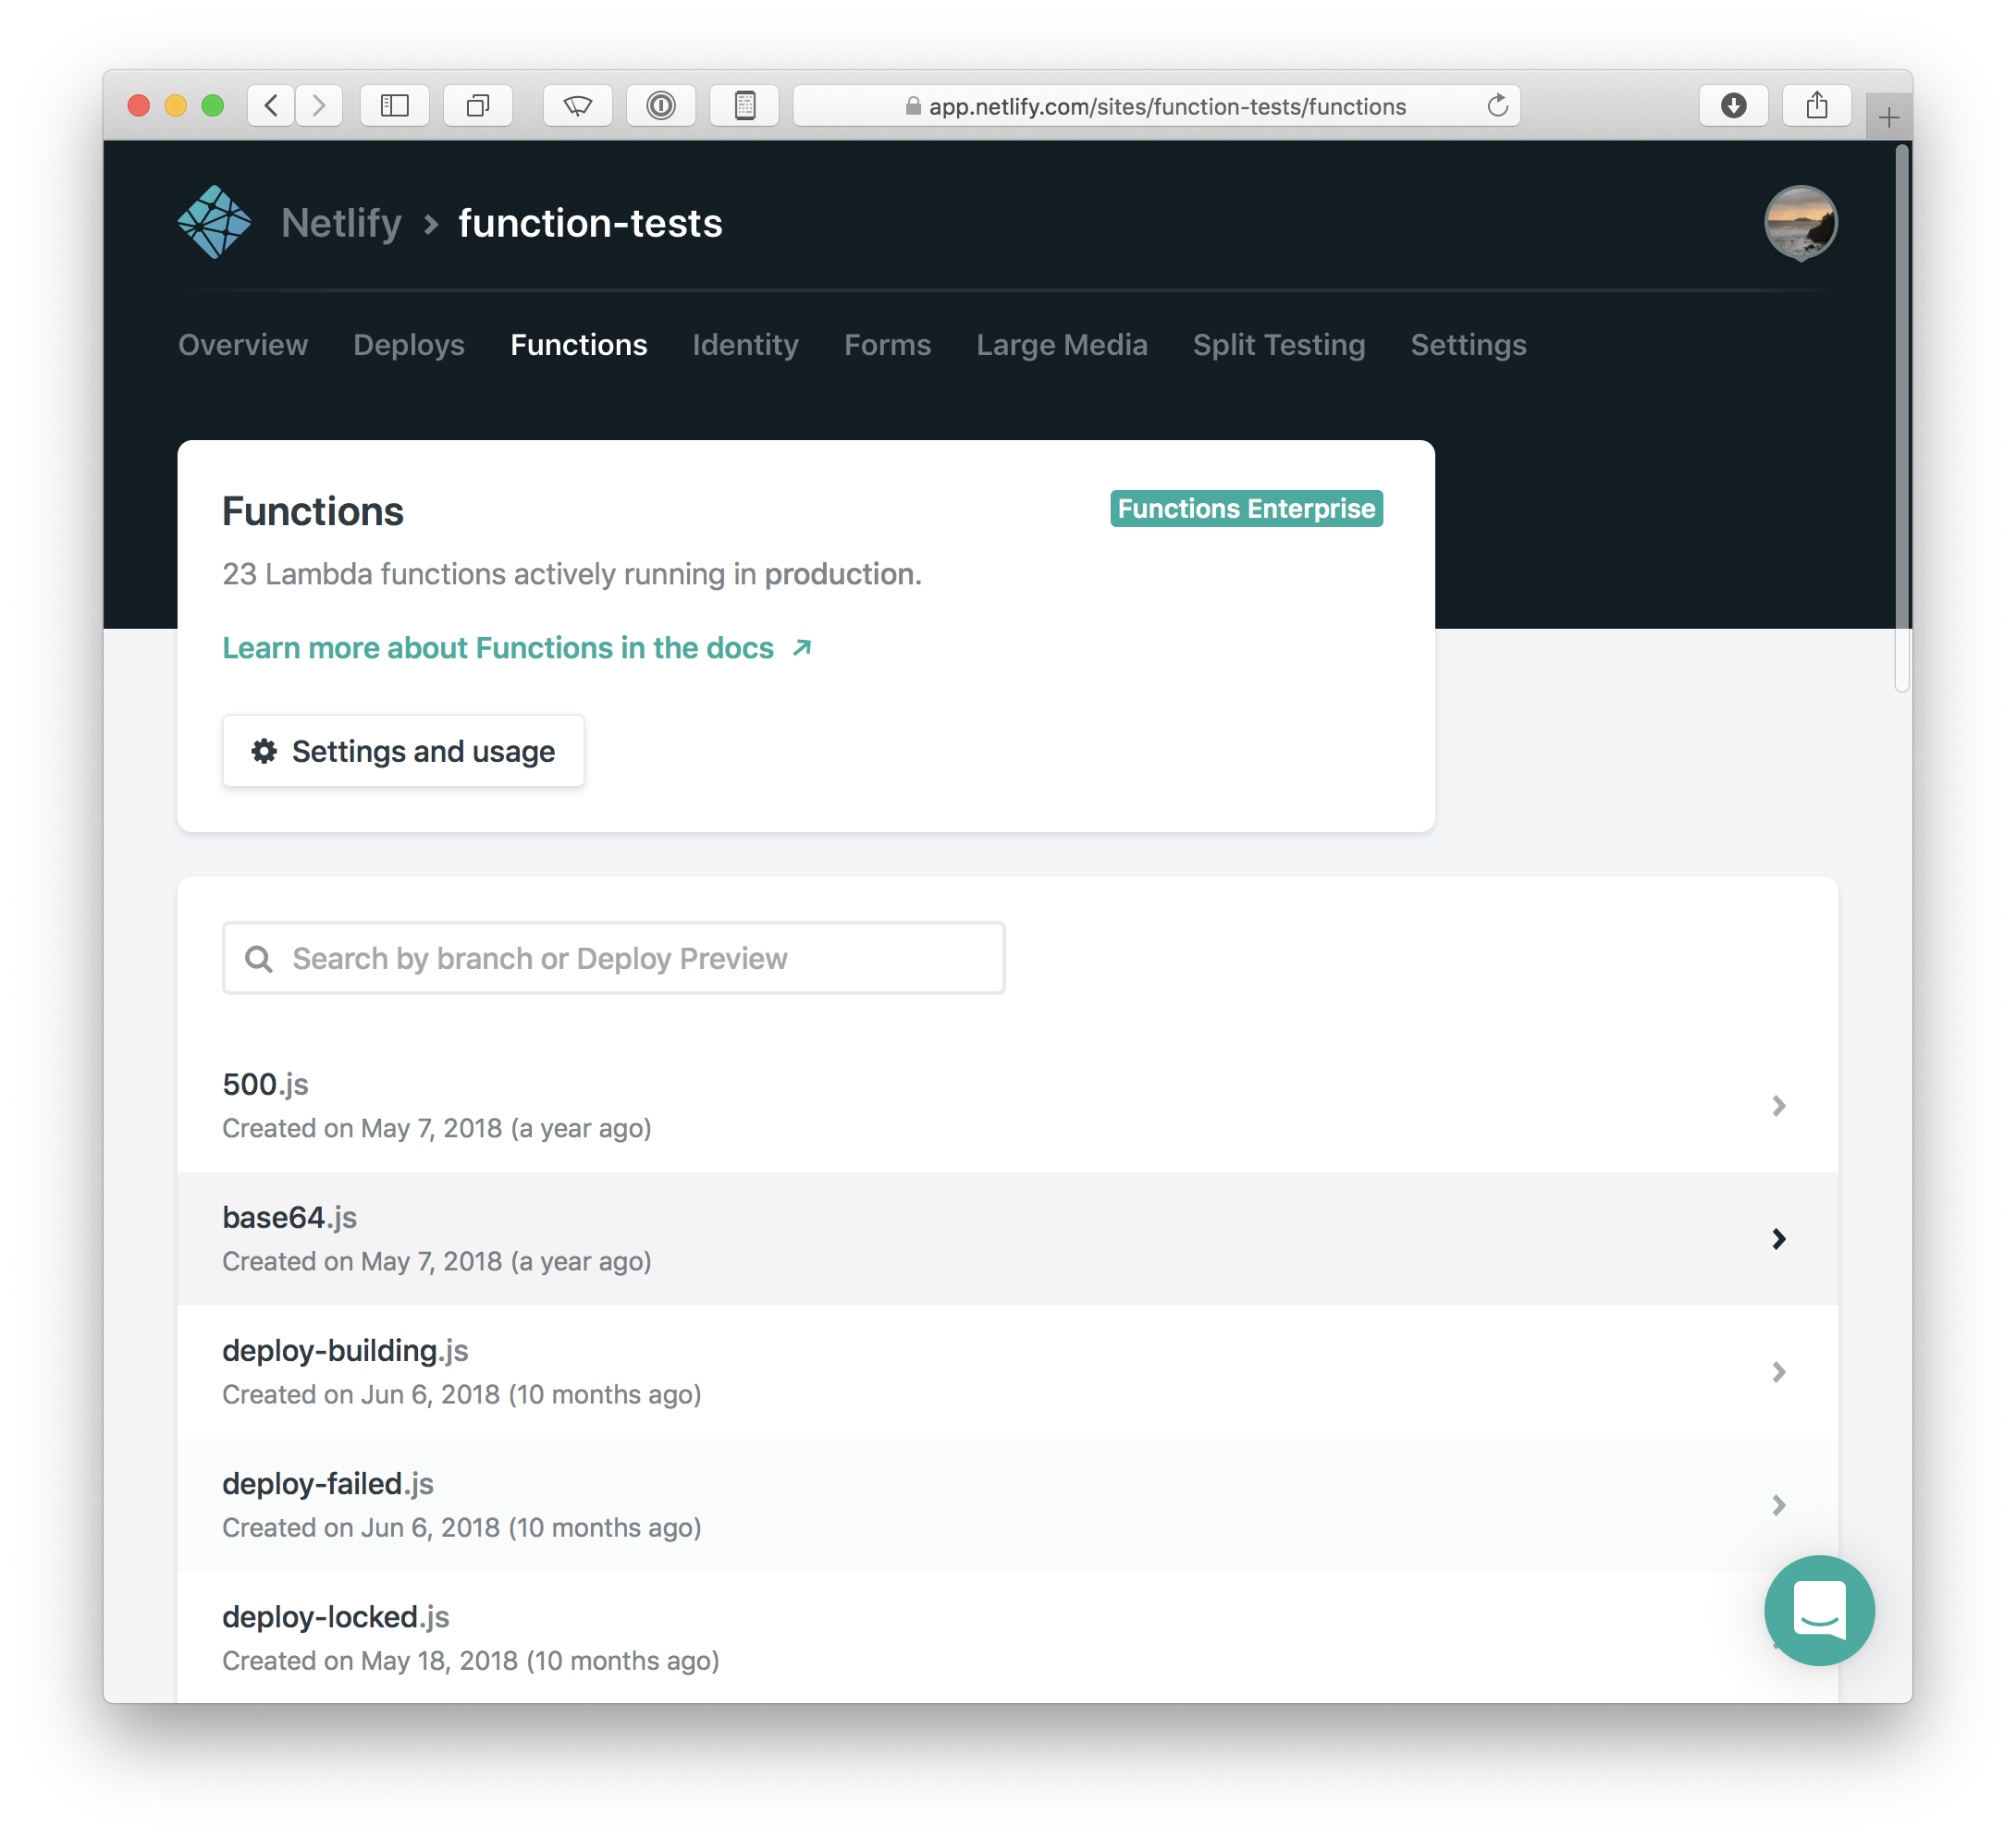 app.netlify.com/sites/function-tests/functions
Netlify > function-tests
Overview Deploys Functions Identity Forms Large Media Split Testing Settings
Functions
Functions Enterprise
23 Lambda functions actively running in production.
Learn more about Functions in the docs
Settings and usage
Search by branch or Deploy Preview
500.js
Created on May 7, 2018 (a year ago)
base64.js
Created on May 7, 2018 (a year ago)
deploy-building.js
Created on Jun 6, 2018 (10 months ago)
deploy-failed.js
Created on Jun 6, 2018 (10 months ago)
deploy-locked.js
Created on May 18, 2018 (10 months ago)